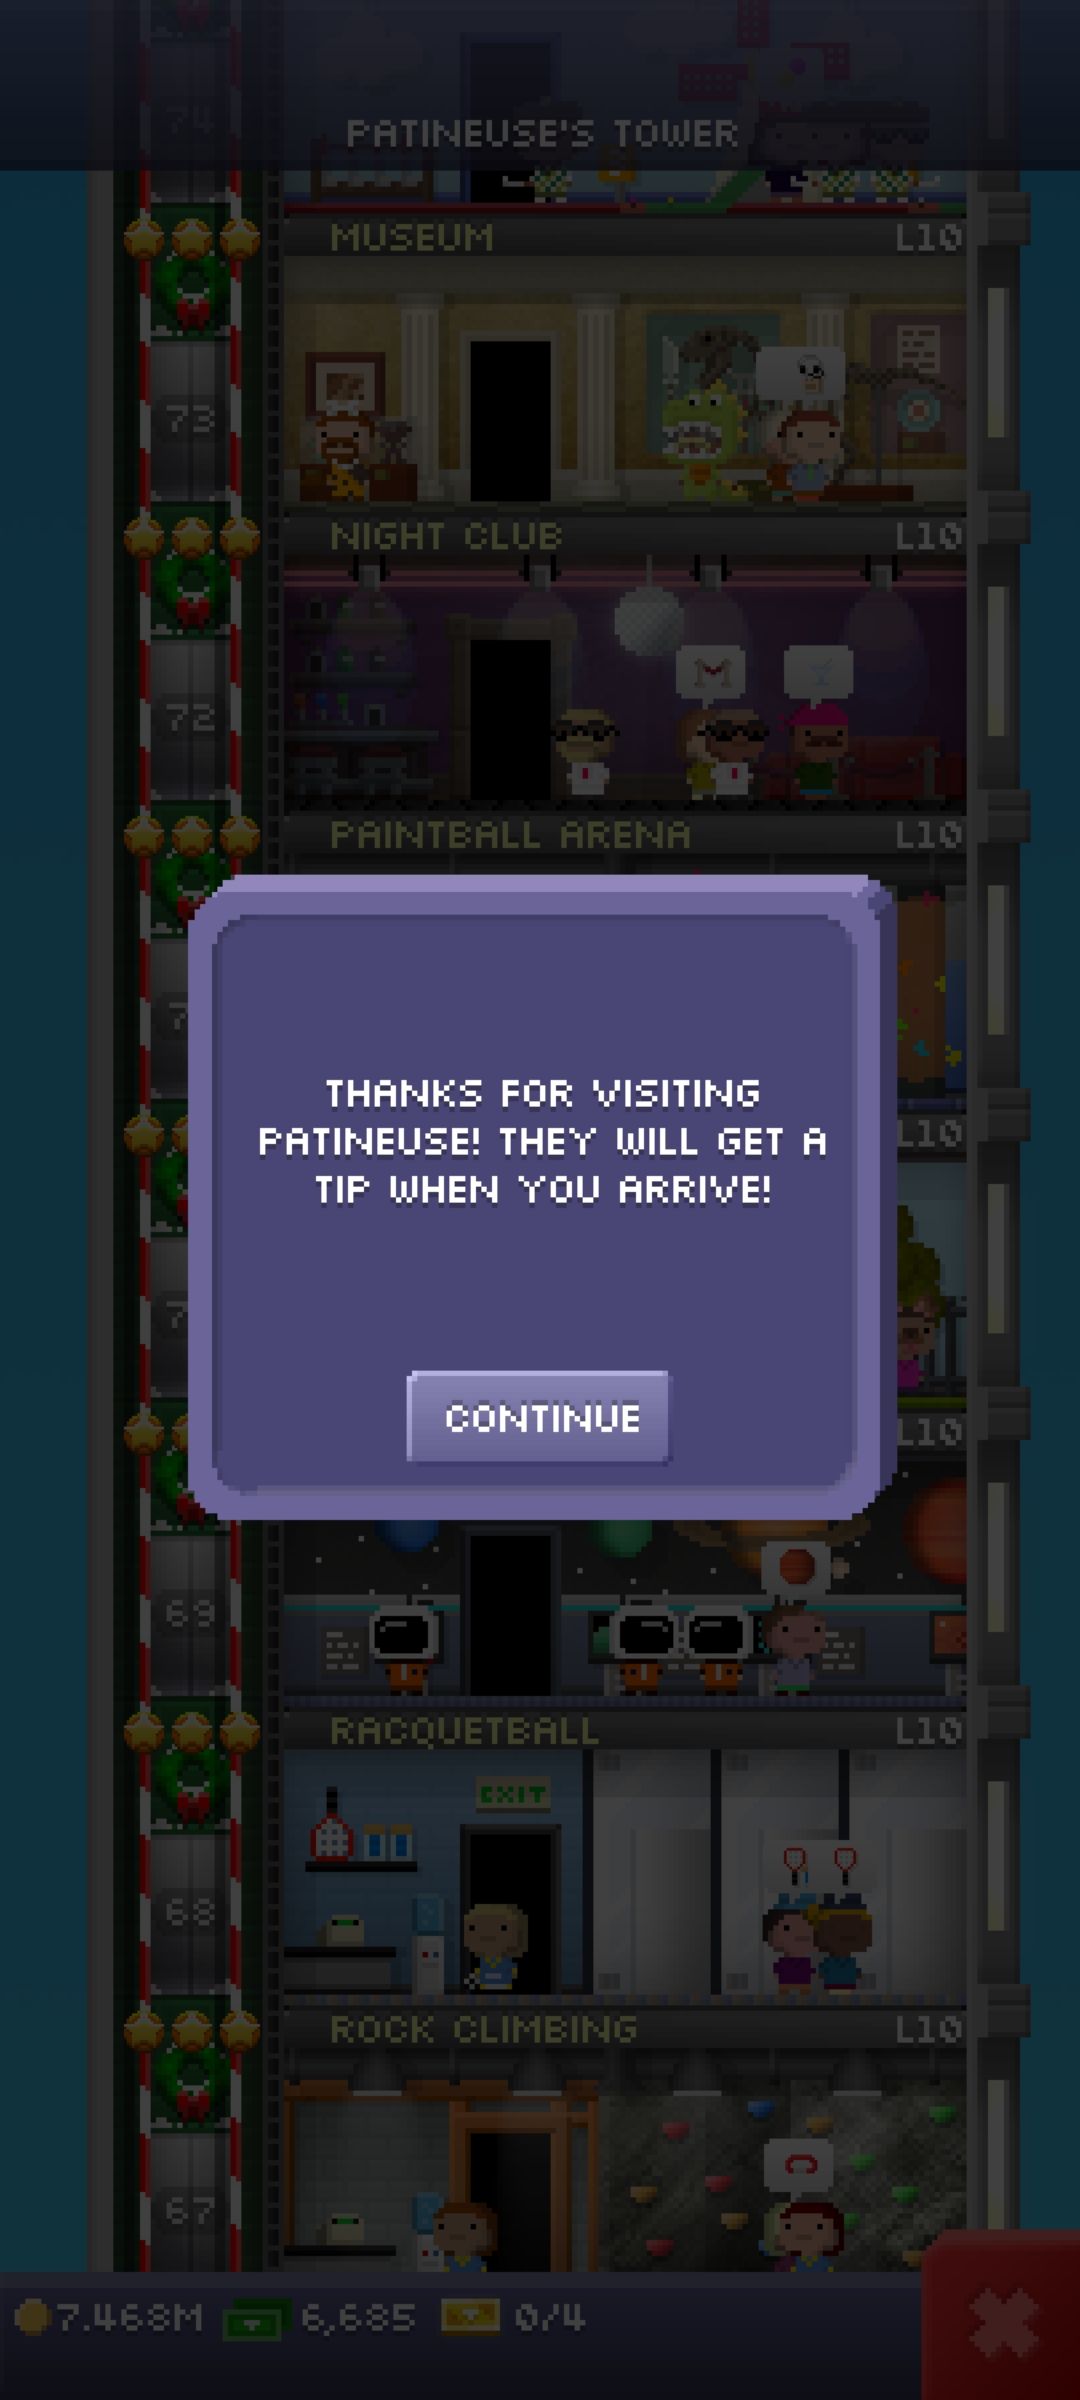 74
PATINEUSE'S TOWER
MUSEUM L10
73
NIGHT CLUB L10
72
PAINTBALL ARENA L10
7
THANKS FOR VISITING
PATINEUSE! THEY WILL GET A
TIP WHEN YOU ARRIVE!
L10
7
CONTINUE
L10
69
RACQUETBALL L10
EXIT
68
ROCK CLIMBING L10
67
7.468M 6,685 0/4